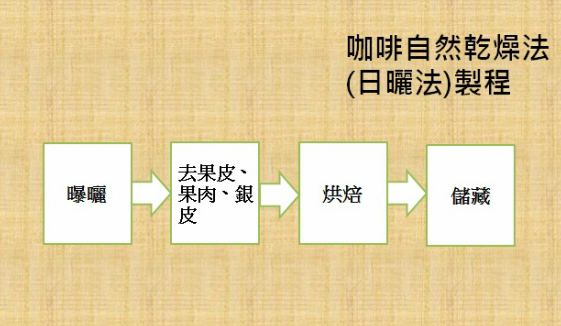 咖啡自然乾燥法
(日曬法)製程
曝曬
去果皮、
果肉、銀
皮
烘焙
儲藏